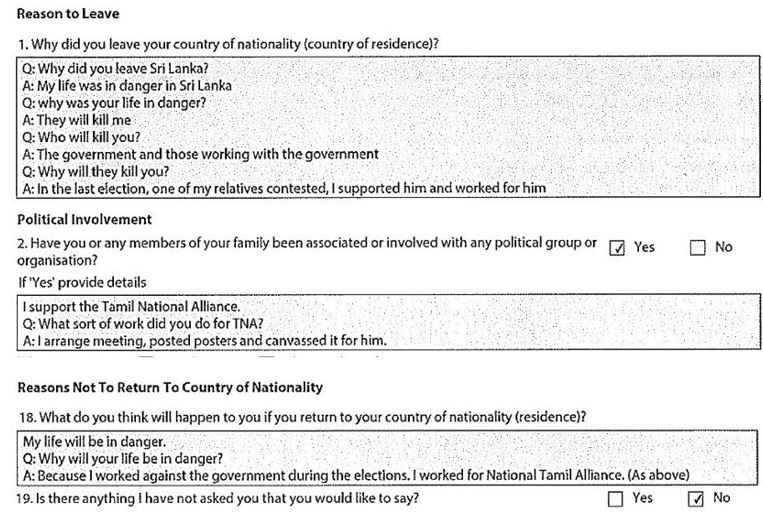 Reason to Leave
1. Why did you leave your country of nationality (country of residence)?
Q: Why did you leave Sri Lanka?
A: My life was in danger in Sri Lanka
Q: why was your life in danger?
A: They will kill me
Q: Who will kill you?
A: The government and those working with the government
Q: Why will they kill you?
A: In the last election, one of my relatives contested, I supported him and worked for him
Political Involvement
2. Have you or any members of your family been associated or involved with any political group or
organisation?
Yes
No
If 'Yes' provide details
I support the Tamil National Alliance.
Q: What sort of work did you do for TNA?
A: I arrange meeting, posted posters and canvassed it for him.
Reasons Not To Return To Country of Nationality
18. What do you think will happen to you if you return to your country of nationality (residence)?
My life will be in danger.
Q: Why will your life be in danger?
A: Because I worked against the government during the elections. I worked for National Tamil Alliance. (As above)
19. Is there anything I have not asked you that you would like to say?
Yes
No